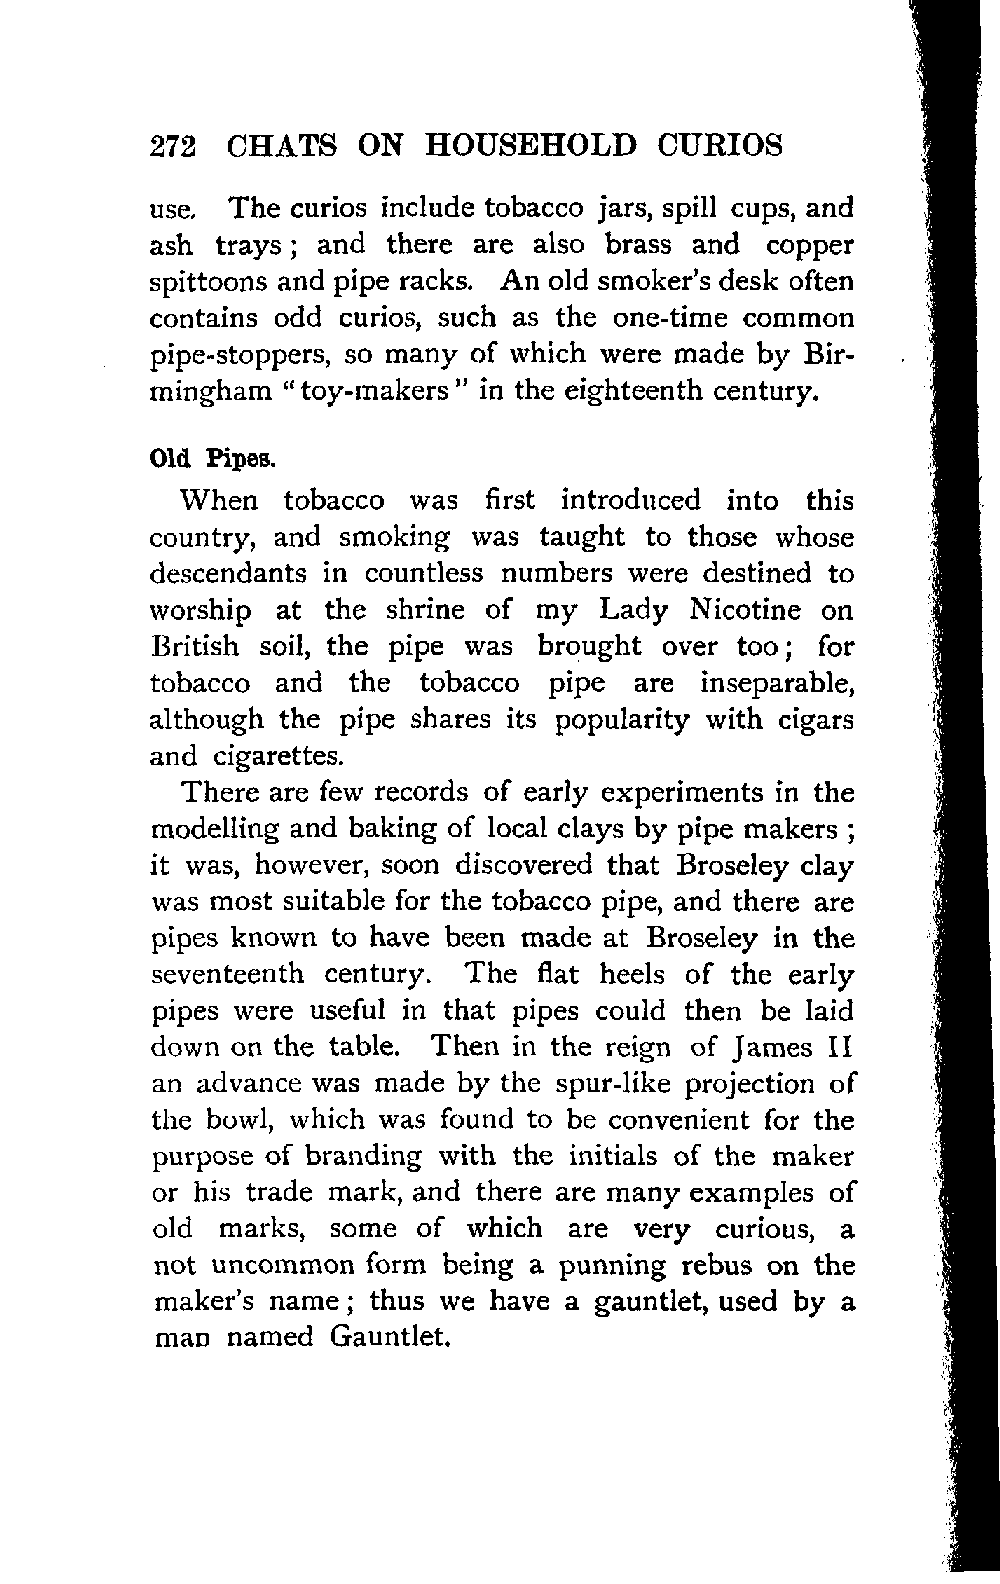 272 CHATS ON HOUSEHOLD CURIOS
use. The curios include tobacco jars, spill cups, and
ash trays; and there are also brass and copper
spittoons and pipe racks. An old smoker's desk often
contains odd curios, such as the one-time common
pipe-stoppers, so many of which were made by Bir-
mingham "toy-makers" in the eighteenth century.
Old Pipes.
When tobacco was first introduced into this
country, and smoking was taught to those whose
descendants in countless numbers were destined to
worship at the shrine of my Lady Nicotine on
British soil, the pipe was brought over too; for
tobacco and the tobacco pipe are inseparable,
although the pipe shares its popularity with cigars
and cigarettes.
There are few records of early experiments in the
modelling and baking of local clays by pipe makers;
it was, however, soon discovered that Broseley clay
was most suitable for the tobacco pipe, and there are
pipes known to have been made at Broseley in the
seventeenth century. The flat heels of the early
pipes were useful in that pipes could then be laid
down on the table. Then in the reign of James II
an advance was made by the spur-like projection of
the bowl, which was found to be convenient for the
purpose of branding with the initials of the maker
or his trade mark, and there are many examples of
old marks, some of which are very curious, a
not uncommon form being a punning rebus on the
maker's name; thus we have a gauntlet, used by a
man named Gauntlet.